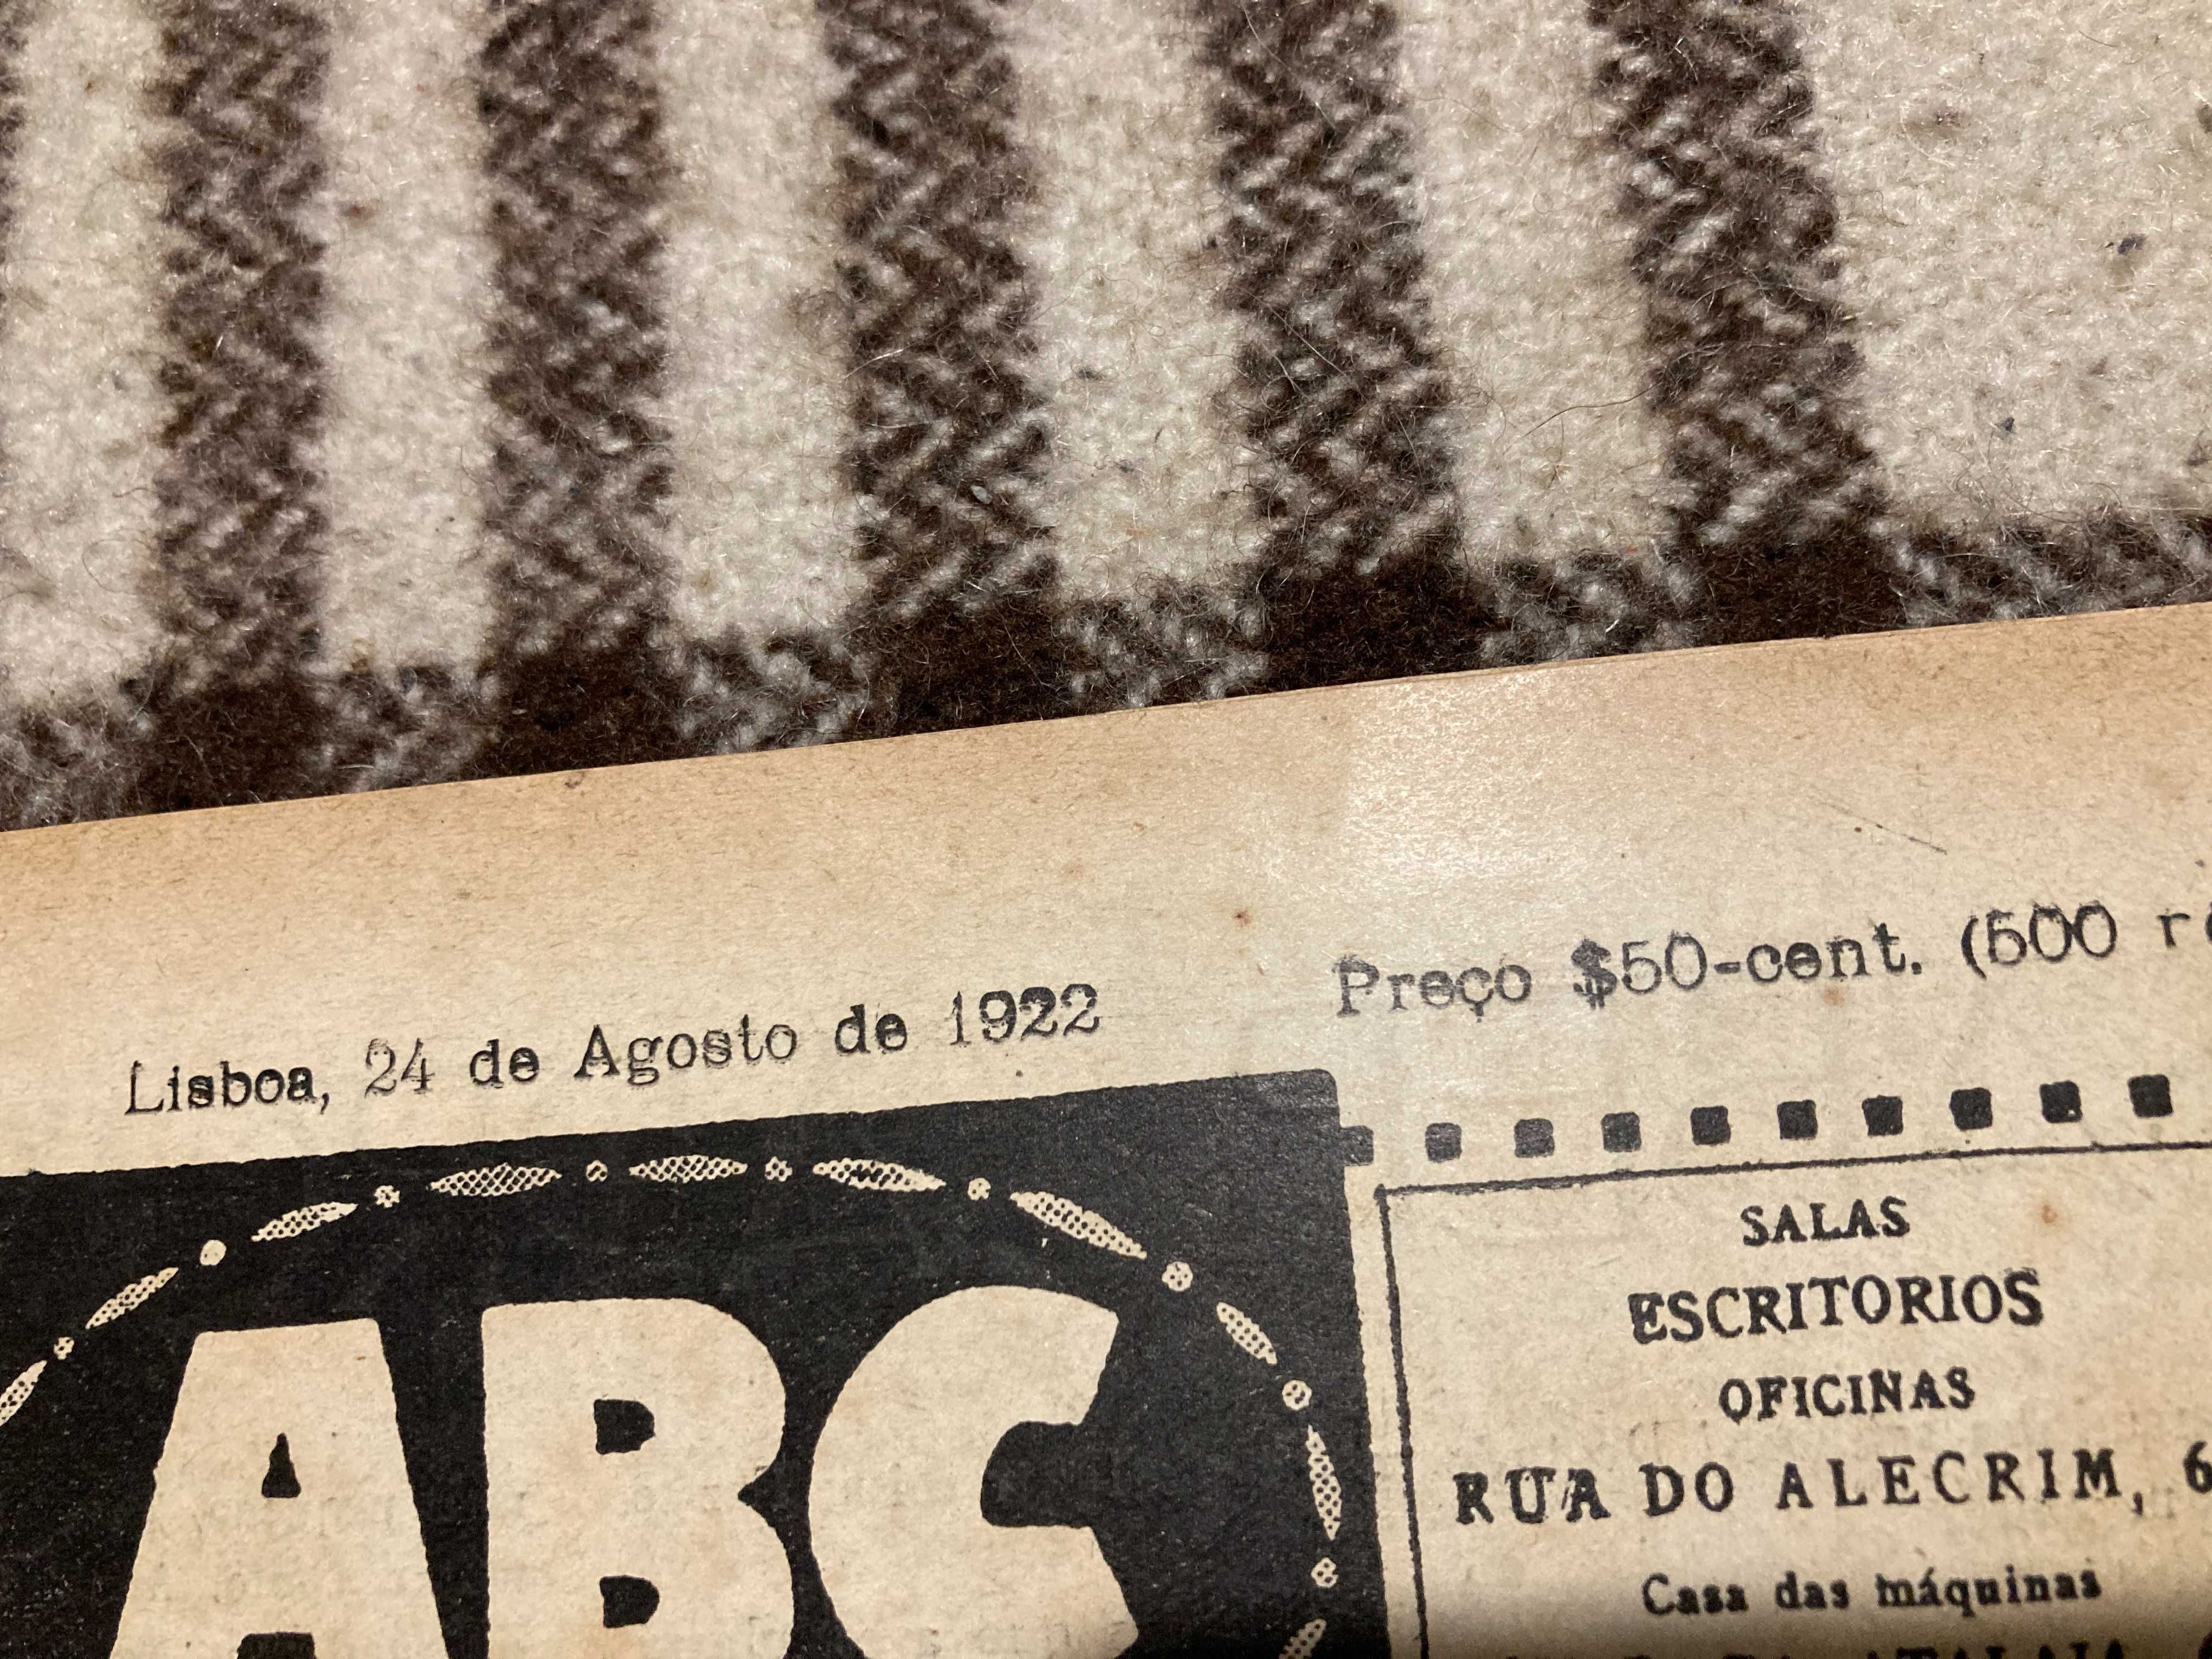 Lisboa, 24 de Agosto de 1922
Preço $50-cent. (500
ABC
SALAS
ESCRITORIOS
OFICINAS
RUA DO ALECRIM,
Casa das máquinas